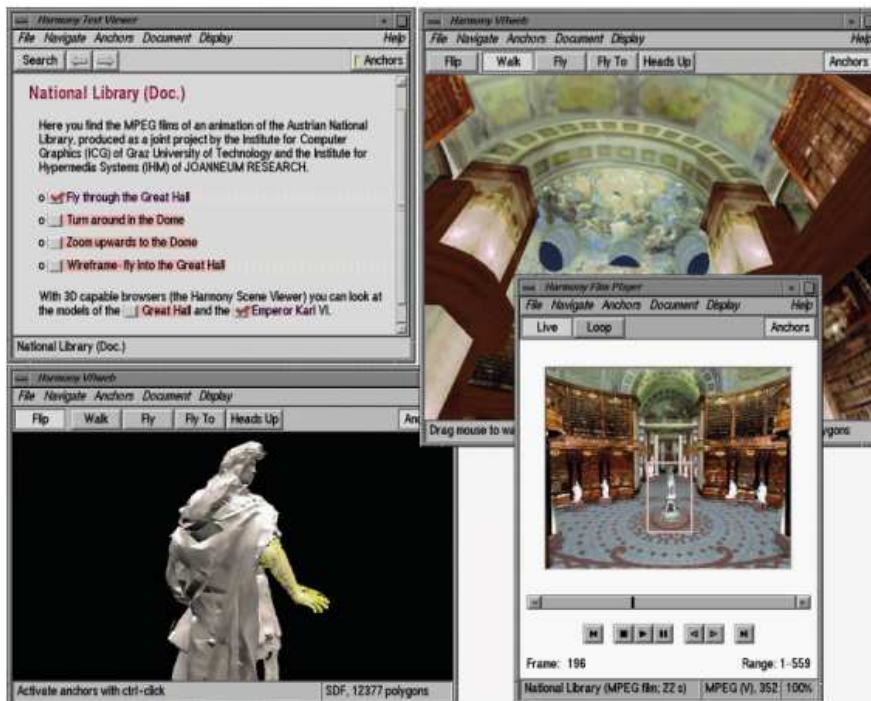 Harmony Text Viewer
File Navigate Anchors Document Display Help
Search Anchors
National Library (Doc.)
Here you find the MPEG films of an animation of the Austrian National
Library, produced as a joint project by the Institute for Computer
Graphics (ICG) of Graz University of Technology and the Institute for
Hypermedia Systems (IHM) of JOANNEUM RESEARCH.
o Fly through the Great Hall
o Turn around in the Dome
o Zoom upwards to the Dome
o Wireframe-fly into the Great Hall
With 3D capable browsers (the Harmony Scene Viewer) you can look at
the models of the Great Hall and the Emperor Karl VI.
National Library (Doc.)
Harmony VRweb
File Navigate Anchors Document Display Help
Flip Walk Fly Fly To Heads Up Anchors
Drag mouse to wa
ygons
Harmony VRweb
File Navigate Anchors Document Display
Flip Walk Fly Fly To Heads Up An
Activate anchors with ctrl-click SDF, 12377 polygons
Harmony Film Player
File Navigate Anchors Document Display Help
Live Loop Anchors
Frame: 196 Range: 1-559
National Library (MPEG film; 22 s) MPEG (V), 352 100%